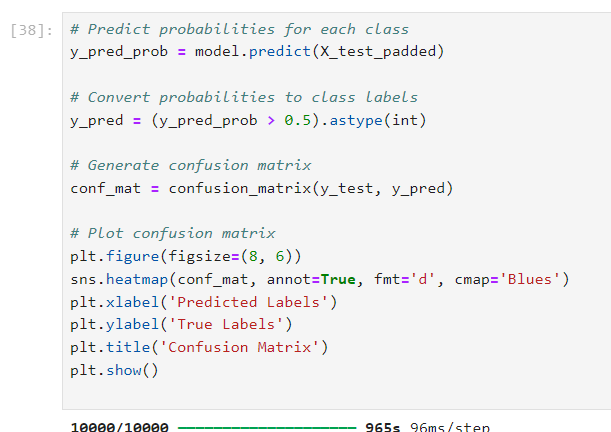 [38]: # Predict probabilities for each class
y_pred_prob = model.predict(X_test_padded)
# Convert probabilities to class labels
y_pred = (y_pred_prob > 0.5).astype(int)
# Generate confusion matrix
conf_mat = confusion_matrix(y_test, y_pred)
# Plot confusion matrix
plt.figure(figsize=(8, 6))
sns.heatmap(conf_mat, annot=True, fmt='d', cmap='Blues')
plt.xlabel('Predicted Labels')
plt.ylabel('True Labels')
plt.title('Confusion Matrix')
plt.show()
10000/10000 ━━━━━━━━━━━━━━━━━━━━ 965s 96ms/step